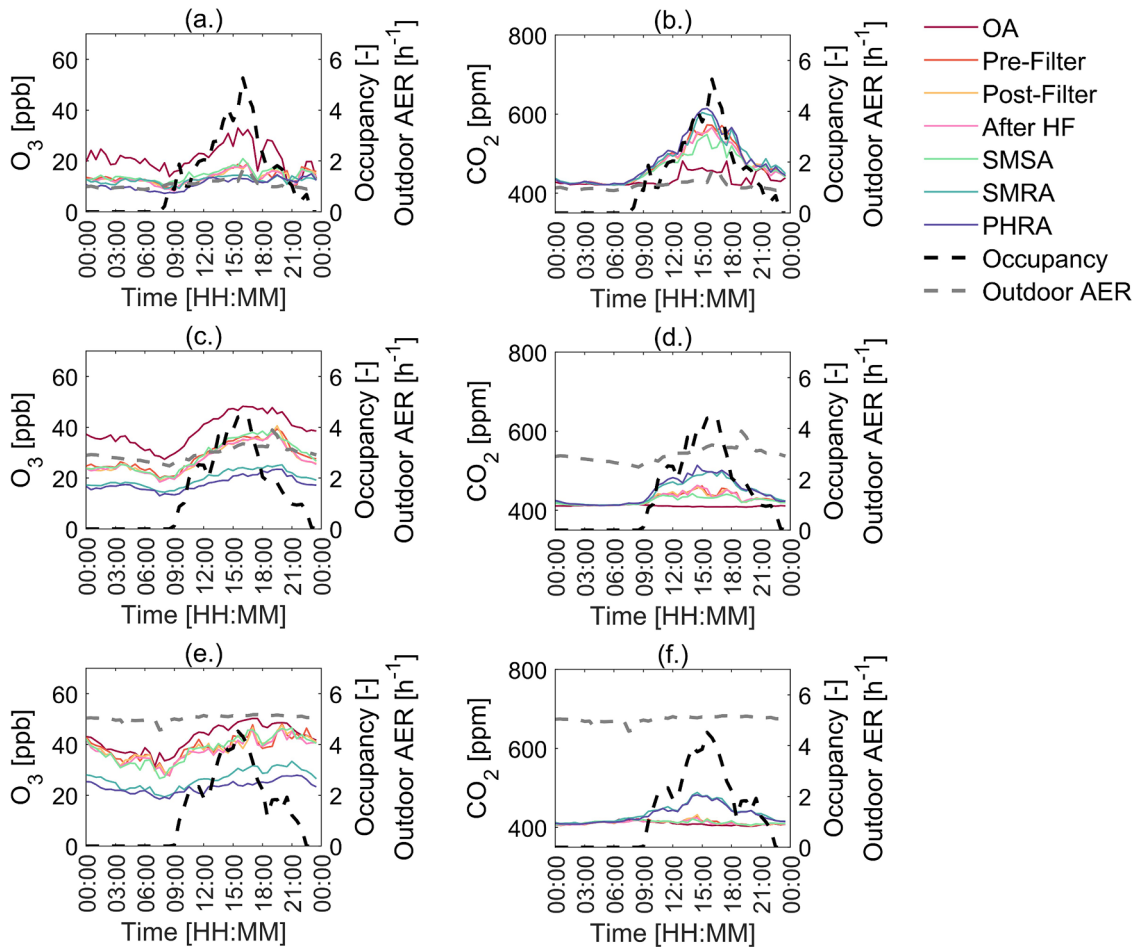 (a.)
60
40
20
0
O3 [ppb]
6
4
2
0
Occupancy [-]
Outdoor AER [h-1]
00:00
03:00
06:00
09:00
12:00
15:00
18:00
21:00
00:00
Time [HH:MM]
(b.)
800
600
400
CO2 [ppm]
6
4
2
0
Occupancy [-]
Outdoor AER [h-1]
00:00
03:00
06:00
09:00
12:00
15:00
18:00
21:00
00:00
Time [HH:MM]
OA
Pre-Filter
Post-Filter
After HF
SMSA
SMRA
PHRA
Occupancy
Outdoor AER
(c.)
60
40
20
0
O3 [ppb]
6
4
2
0
Occupancy [-]
Outdoor AER [h-1]
00:00
03:00
06:00
09:00
12:00
15:00
18:00
21:00
00:00
Time [HH:MM]
(d.)
800
600
400
CO2 [ppm]
6
4
2
0
Occupancy [-]
Outdoor AER [h-1]
00:00
03:00
06:00
09:00
12:00
15:00
18:00
21:00
00:00
Time [HH:MM]
(e.)
60
40
20
0
O3 [ppb]
6
4
2
0
Occupancy [-]
Outdoor AER [h-1]
00:00
03:00
06:00
09:00
12:00
15:00
18:00
21:00
00:00
Time [HH:MM]
(f.)
800
600
400
CO2 [ppm]
6
4
2
0
Occupancy [-]
Outdoor AER [h-1]
00:00
03:00
06:00
09:00
12:00
15:00
18:00
21:00
00:00
Time [HH:MM]